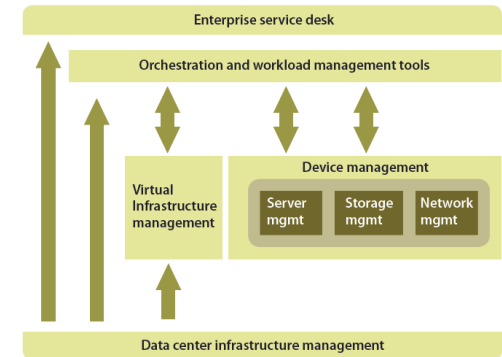 Enterprise service desk
Orchestration and workload management tools
Virtual
Infrastructure
management
Device management
Server
mgmt
Storage
mgmt
Network
mgmt
Data center infrastructure management